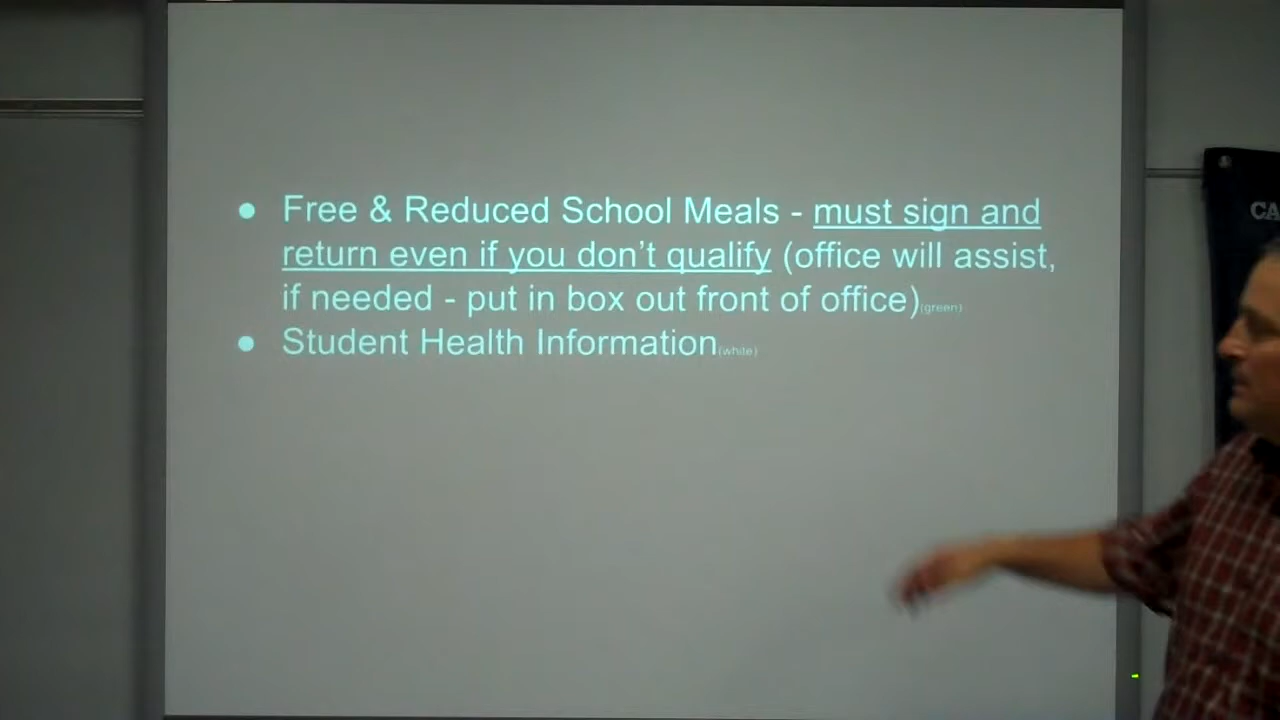 ● Free & Reduced School Meals - must sign and
return even if you don't qualify (office will assist,
if needed - put in box out front of office)(green)
● Student Health Information(white)
CA